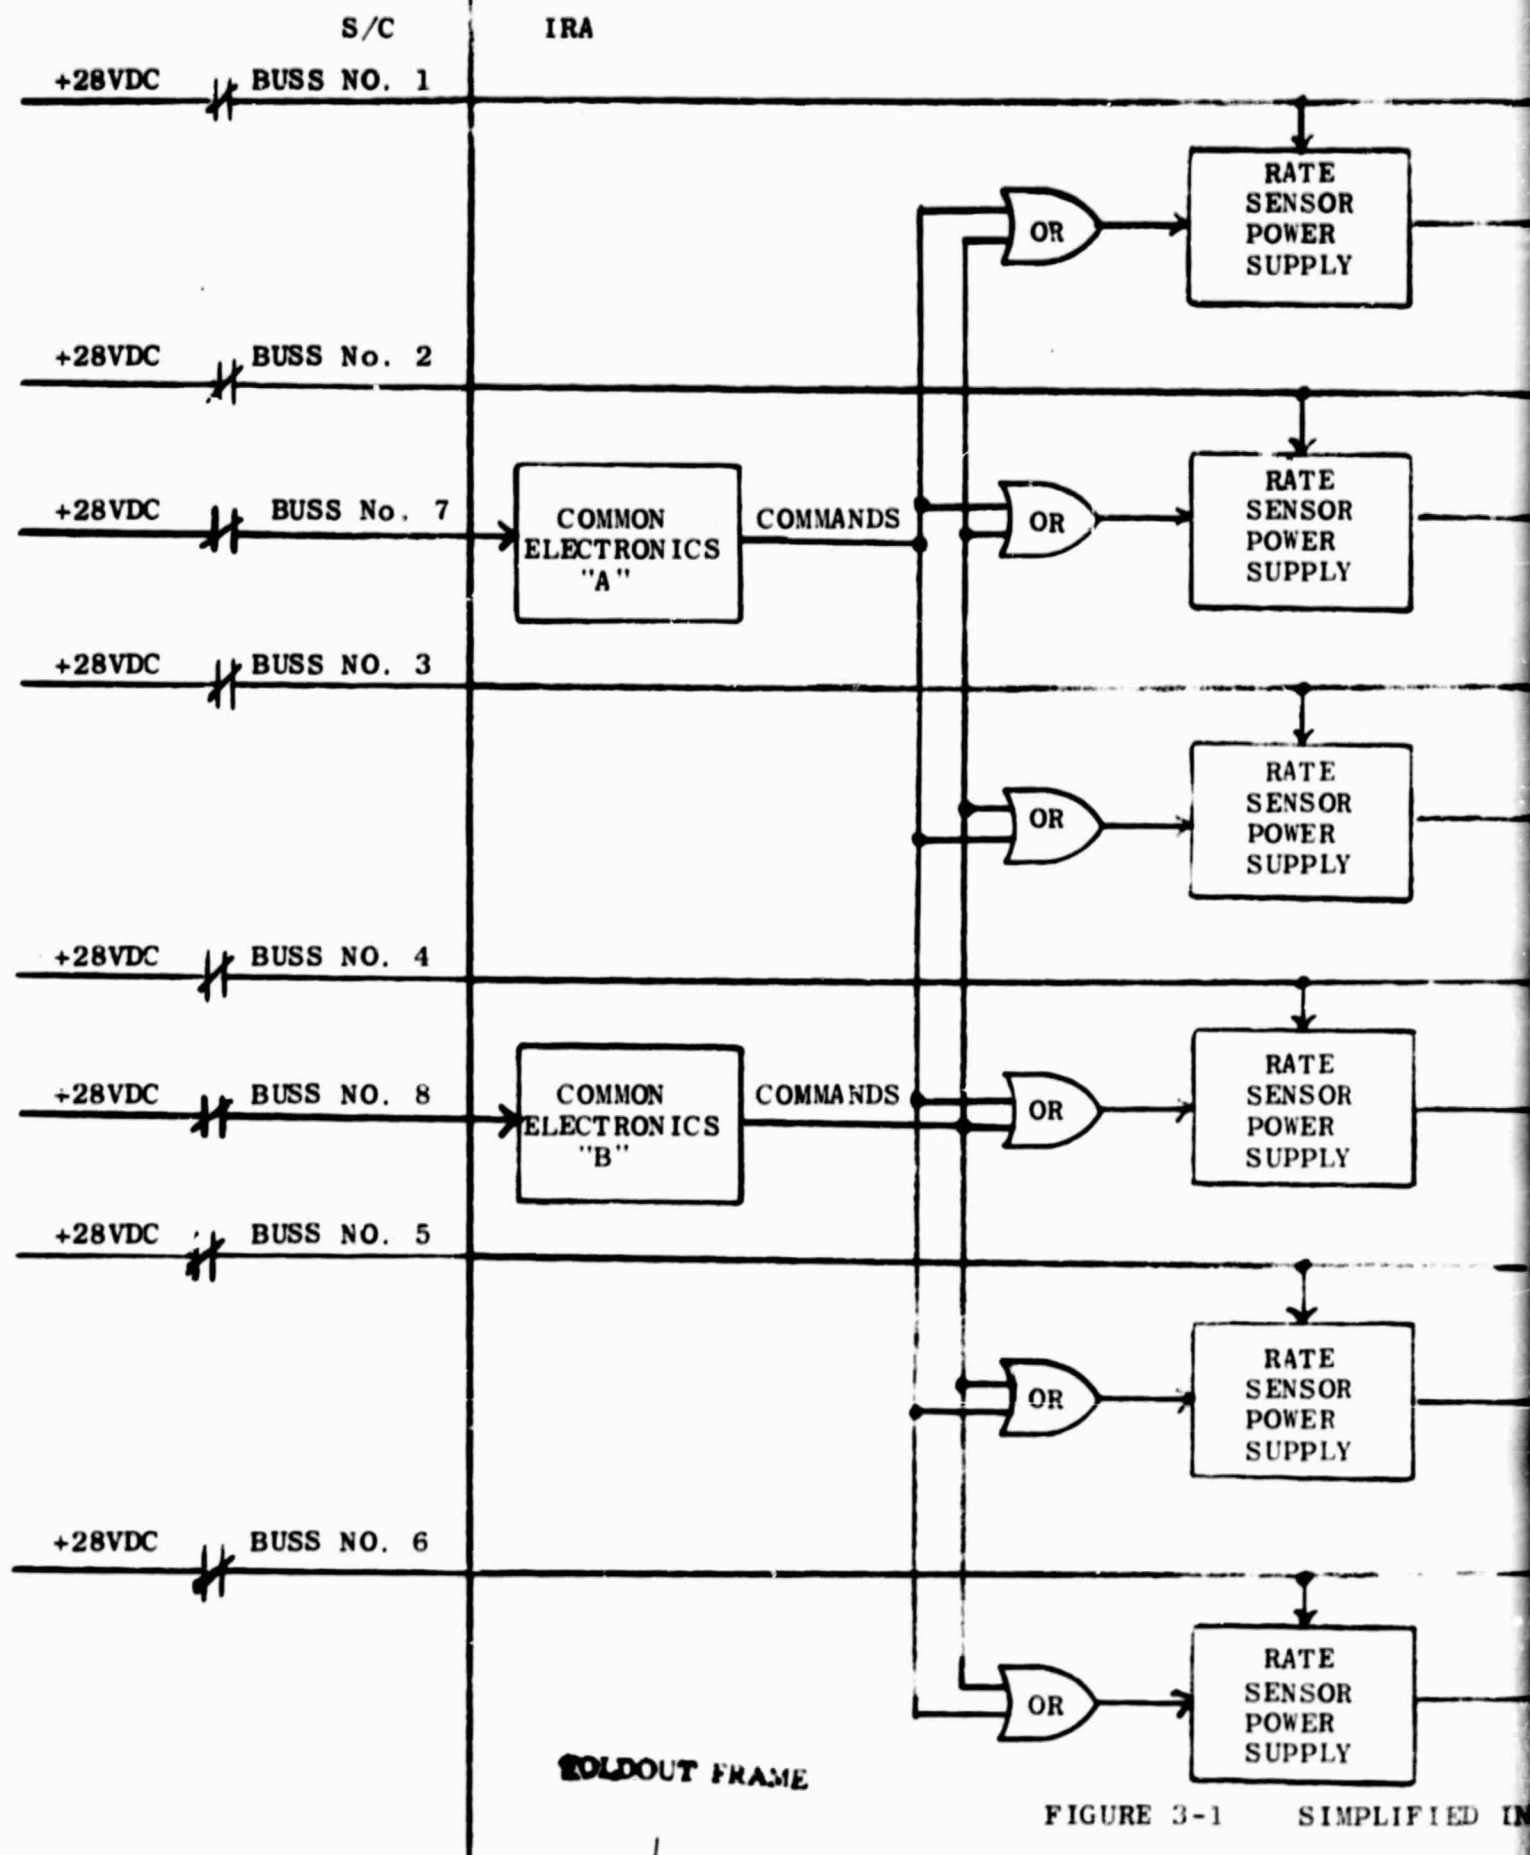 S/C IRA
+28VDC BUSS NO. 1
RATE
SENSOR
POWER
SUPPLY
OR
+28VDC BUSS No. 2
RATE
SENSOR
POWER
SUPPLY
OR
+28VDC BUSS No. 7
COMMON
ELECTRONICS
"A"
COMMANDS
+28VDC BUSS NO. 3
RATE
SENSOR
POWER
SUPPLY
OR
+28VDC BUSS NO. 4
RATE
SENSOR
POWER
SUPPLY
OR
+28VDC BUSS NO. 8
COMMON
ELECTRONICS
"B"
COMMANDS
+28VDC BUSS NO. 5
RATE
SENSOR
POWER
SUPPLY
OR
+28VDC BUSS NO. 6
RATE
SENSOR
POWER
SUPPLY
OR
FOLDOUT FRAME
FIGURE 3-1 SIMPLIFIED IN